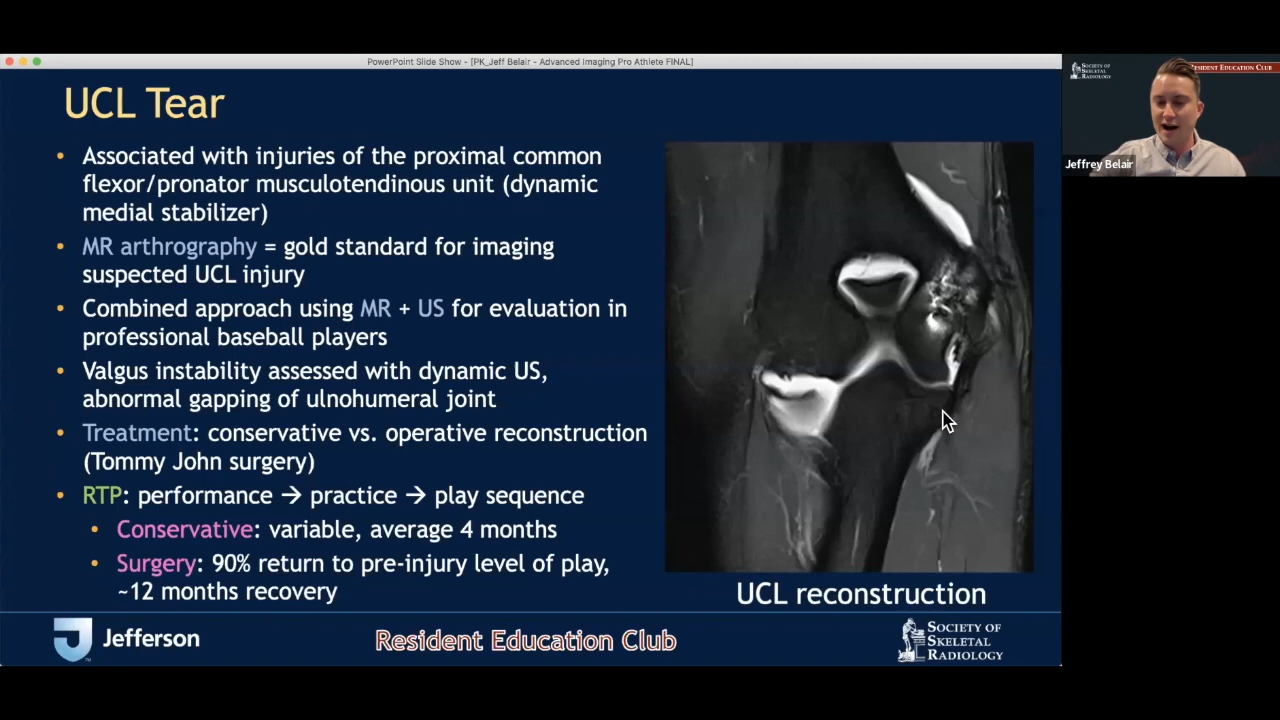 PowerPoint Slide Show - [PK_Jeff Belair - Advanced Imaging Pro Athlete FINAL]
UCL Tear
• Associated with injuries of the proximal common
flexor/pronator musculotendinous unit (dynamic
medial stabilizer)
• MR arthrography = gold standard for imaging
suspected UCL injury
• Combined approach using MR + US for evaluation in
professional baseball players
• Valgus instability assessed with dynamic US,
abnormal gapping of ulnohumeral joint
• Treatment: conservative vs. operative reconstruction
(Tommy John surgery)
• RTP: performance → practice → play sequence
• Conservative: variable, average 4 months
• Surgery: 90% return to pre-injury level of play,
~12 months recovery
UCL reconstruction
Jefferson
Resident Education Club
SOCIETY OF
SKELETAL
RADIOLOGY
SOCIETY OF
SKELETAL
RADIOLOGY
RESIDENT EDUCATION CLUB
Jeffrey Belair